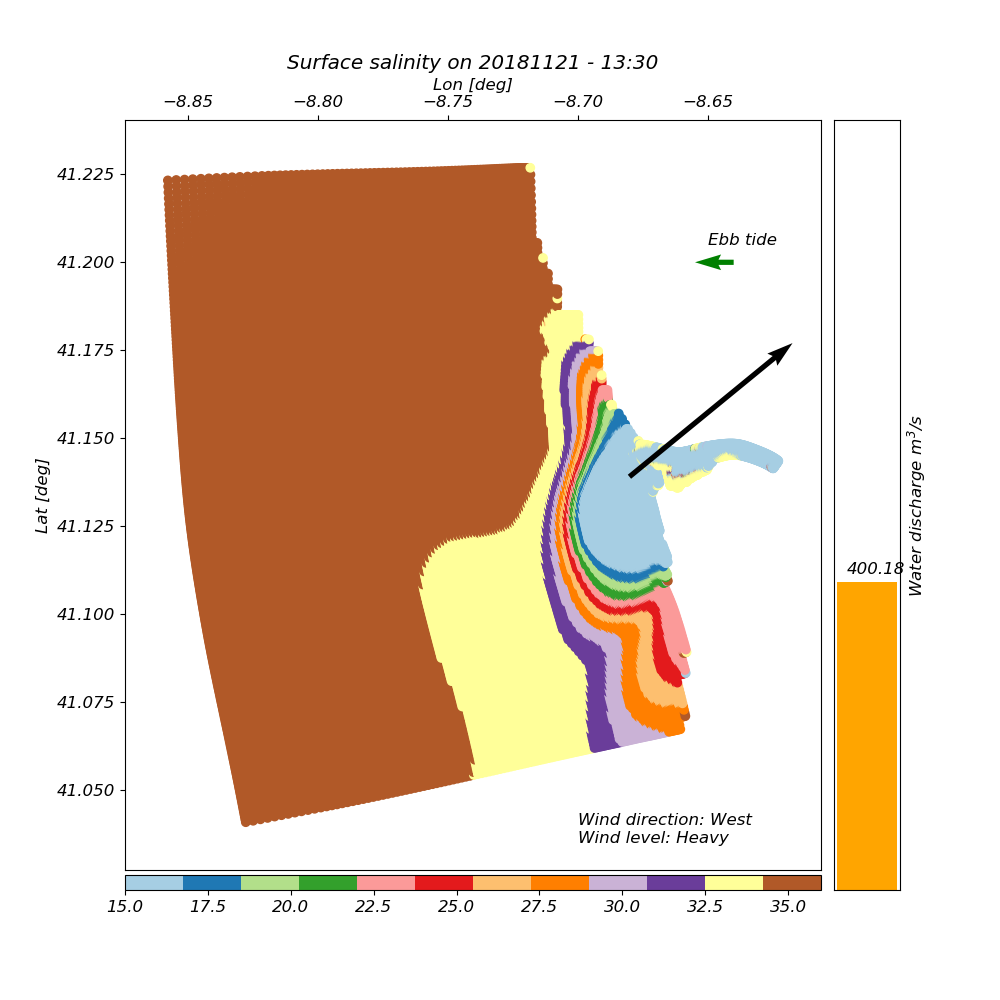 Surface salinity on 20181121 - 13:30
Lon [deg]
−8.85 −8.80 −8.75 −8.70 −8.65
41.225
41.200
41.175
41.150
41.125
41.100
41.075
41.050
Lat [deg]
Ebb tide
Wind direction: West
Wind level: Heavy
15.0 17.5 20.0 22.5 25.0 27.5 30.0 32.5 35.0
400.18
Water discharge m³/s